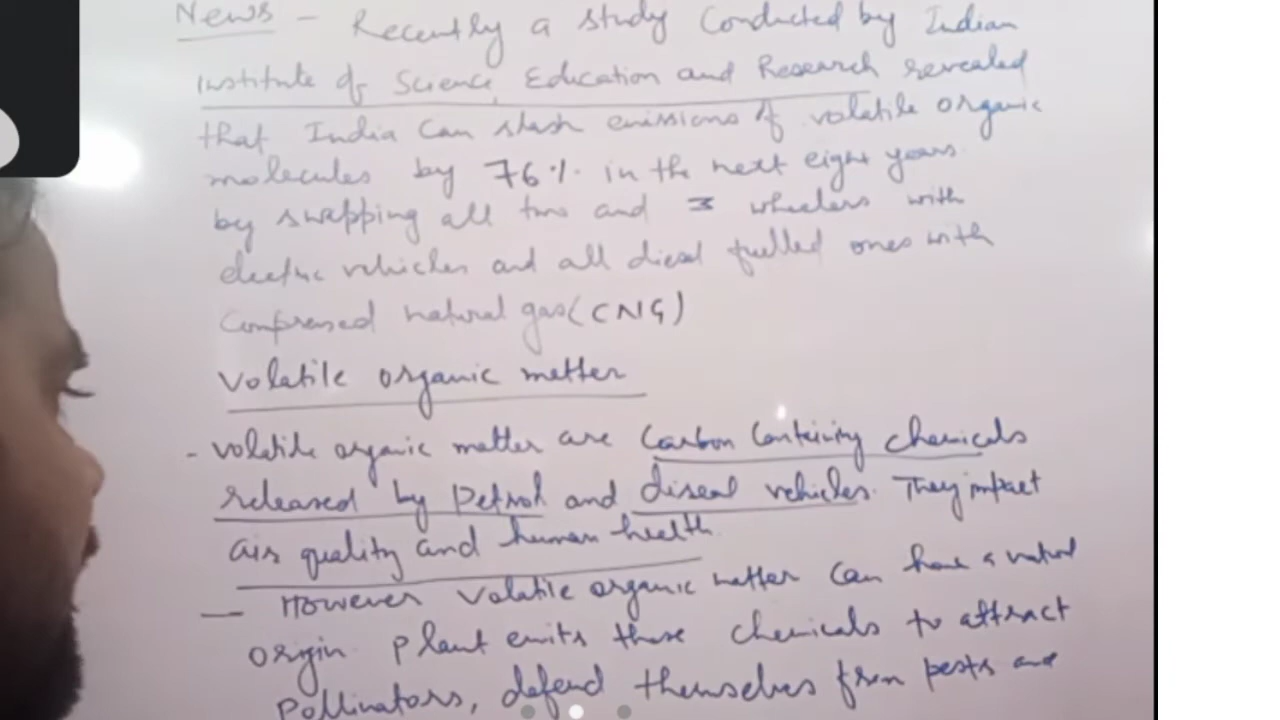 News - Recently a study Conducted by Indian
Institute of Science, Education and Research revealed
that India Can slash emissions of volatile organic
molecules by 76% in the next eight years
by swapping all two and 3 wheelers with
electric vehicles and all diesel fuelled ones with
Compressed natural gas (CNG)
Volatile organic matter
- volatile organic matter are Carbon Containing chemicals
released by Petrol and diseal vehicles. They impact
air quality and human health.
- However volatile organic matter can have a natural
origin. Plant emits these chemicals to attract
Pollinators, defend themselves from pests and